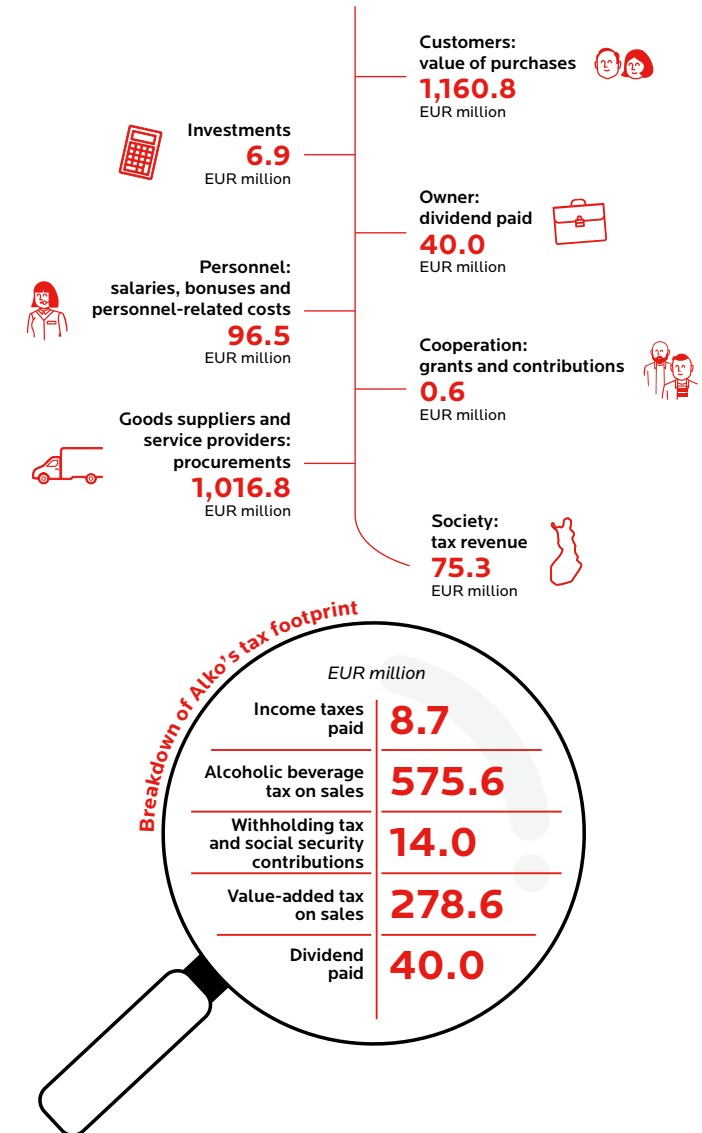 Customers:
value of purchases
1,160.8
EUR million
Investments
6.9
EUR million
Owner:
dividend paid
40.0
EUR million
Personnel:
salaries, bonuses and
personnel-related costs
96.5
EUR million
Cooperation:
grants and contributions
0.6
EUR million
Goods suppliers and
service providers:
procurements
1,016.8
EUR million
Society:
tax revenue
75.3
EUR million
Breakdown of Alko's tax footprint
EUR million
Income taxes
paid
8.7
Alcoholic beverage
tax on sales
575.6
Withholding tax
and social security
contributions
14.0
Value-added tax
on sales
278.6
Dividend
paid
40.0